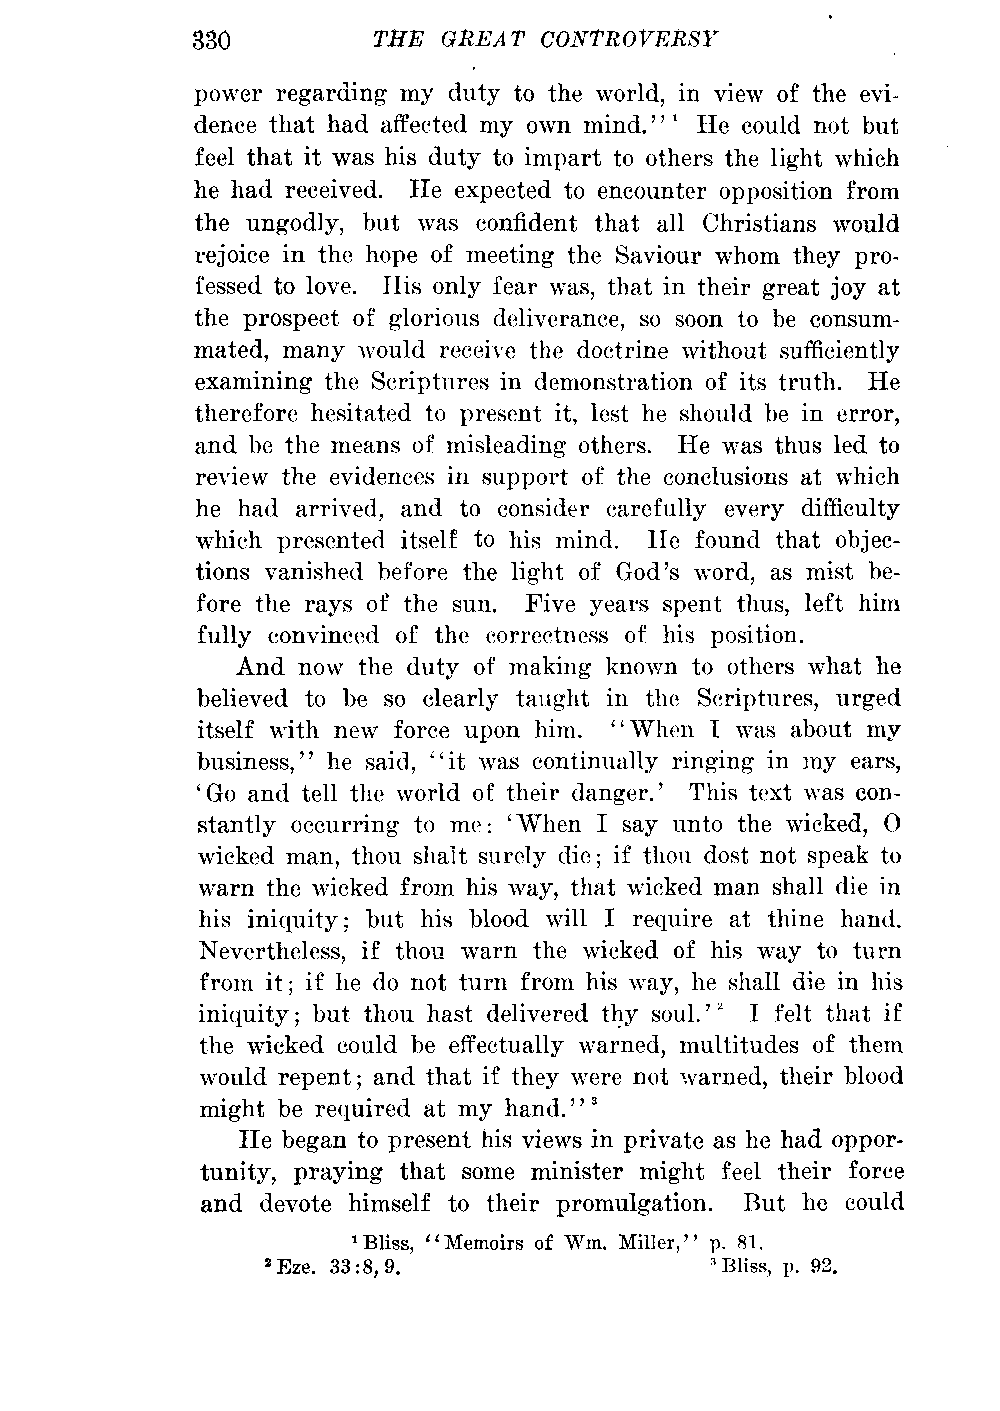 330 THE GREAT CONTROVERSY
power regarding my duty to the world, in view of the evi-
dence that had affected my own mind.'' ¹ He could not but
feel that it was his duty to impart to others the light which
he had received. He expected to encounter opposition from
the ungodly, but was confident that all Christians would
rejoice in the hope of meeting the Saviour whom they pro-
fessed to love. His only fear was, that in their great joy at
the prospect of glorious deliverance, so soon to be consum-
mated, many would receive the doctrine without sufficiently
examining the Scriptures in demonstration of its truth. He
therefore hesitated to present it, lest he should be in error,
and be the means of misleading others. He was thus led to
review the evidences in support of the conclusions at which
he had arrived, and to consider carefully every difficulty
which presented itself to his mind. He found that objec-
tions vanished before the light of God's word, as mist be-
fore the rays of the sun. Five years spent thus, left him
fully convinced of the correctness of his position.
And now the duty of making known to others what he
believed to be so clearly taught in the Scriptures, urged
itself with new force upon him. ''When I was about my
business,'' he said, ''it was continually ringing in my ears,
'Go and tell the world of their danger.' This text was con-
stantly occurring to me: 'When I say unto the wicked, O
wicked man, thou shalt surely die; if thou dost not speak to
warn the wicked from his way, that wicked man shall die in
his iniquity; but his blood will I require at thine hand.
Nevertheless, if thou warn the wicked of his way to turn
from it; if he do not turn from his way, he shall die in his
iniquity; but thou hast delivered thy soul.' ² I felt that if
the wicked could be effectually warned, multitudes of them
would repent; and that if they were not warned, their blood
might be required at my hand.'' ³
He began to present his views in private as he had oppor-
tunity, praying that some minister might feel their force
and devote himself to their promulgation. But he could
¹ Bliss, ''Memoirs of Wm. Miller,'' p. 81.
² Eze. 33:8, 9. ³ Bliss, p. 92.